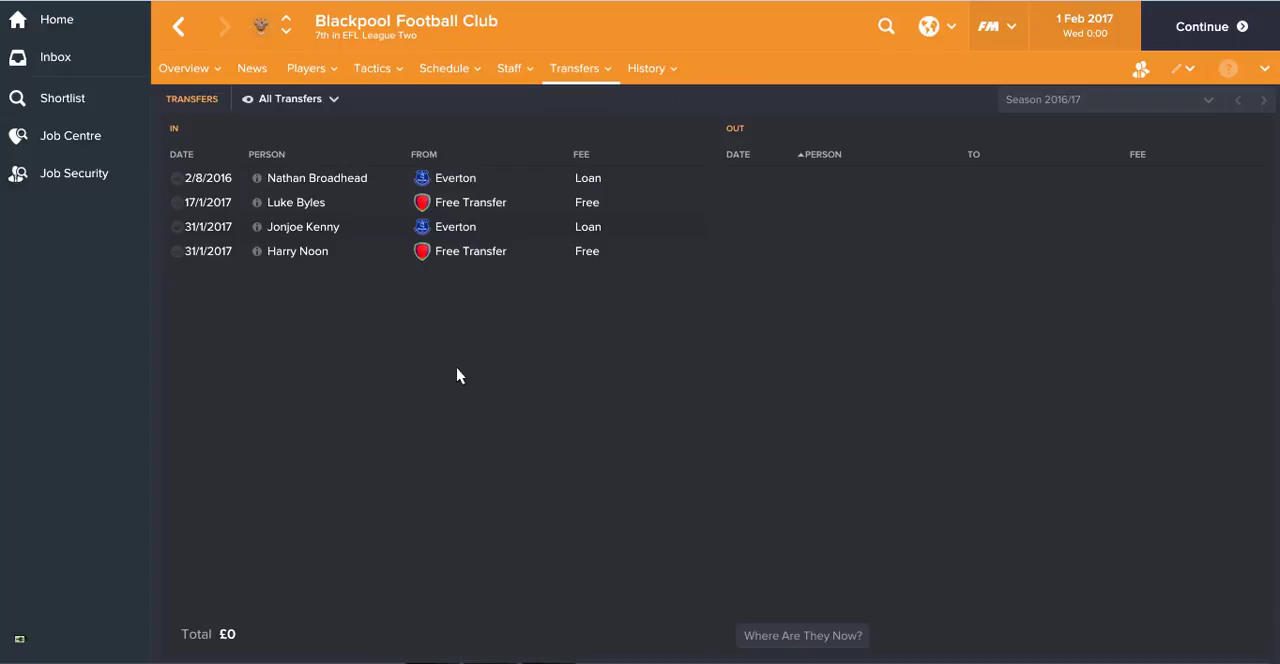 Home
Inbox
Shortlist
Job Centre
Job Security
Blackpool Football Club
7th in EFL League Two
FM
1 Feb 2017
Wed 0:00
Continue
Overview News Players Tactics Schedule Staff Transfers History
?
TRANSFERS All Transfers
Season 2016/17
IN
DATE PERSON FROM FEE
2/8/2016 Nathan Broadhead Everton Loan
17/1/2017 Luke Byles Free Transfer Free
31/1/2017 Jonjoe Kenny Everton Loan
31/1/2017 Harry Noon Free Transfer Free
Total £0
OUT
DATE PERSON TO FEE
Where Are They Now?